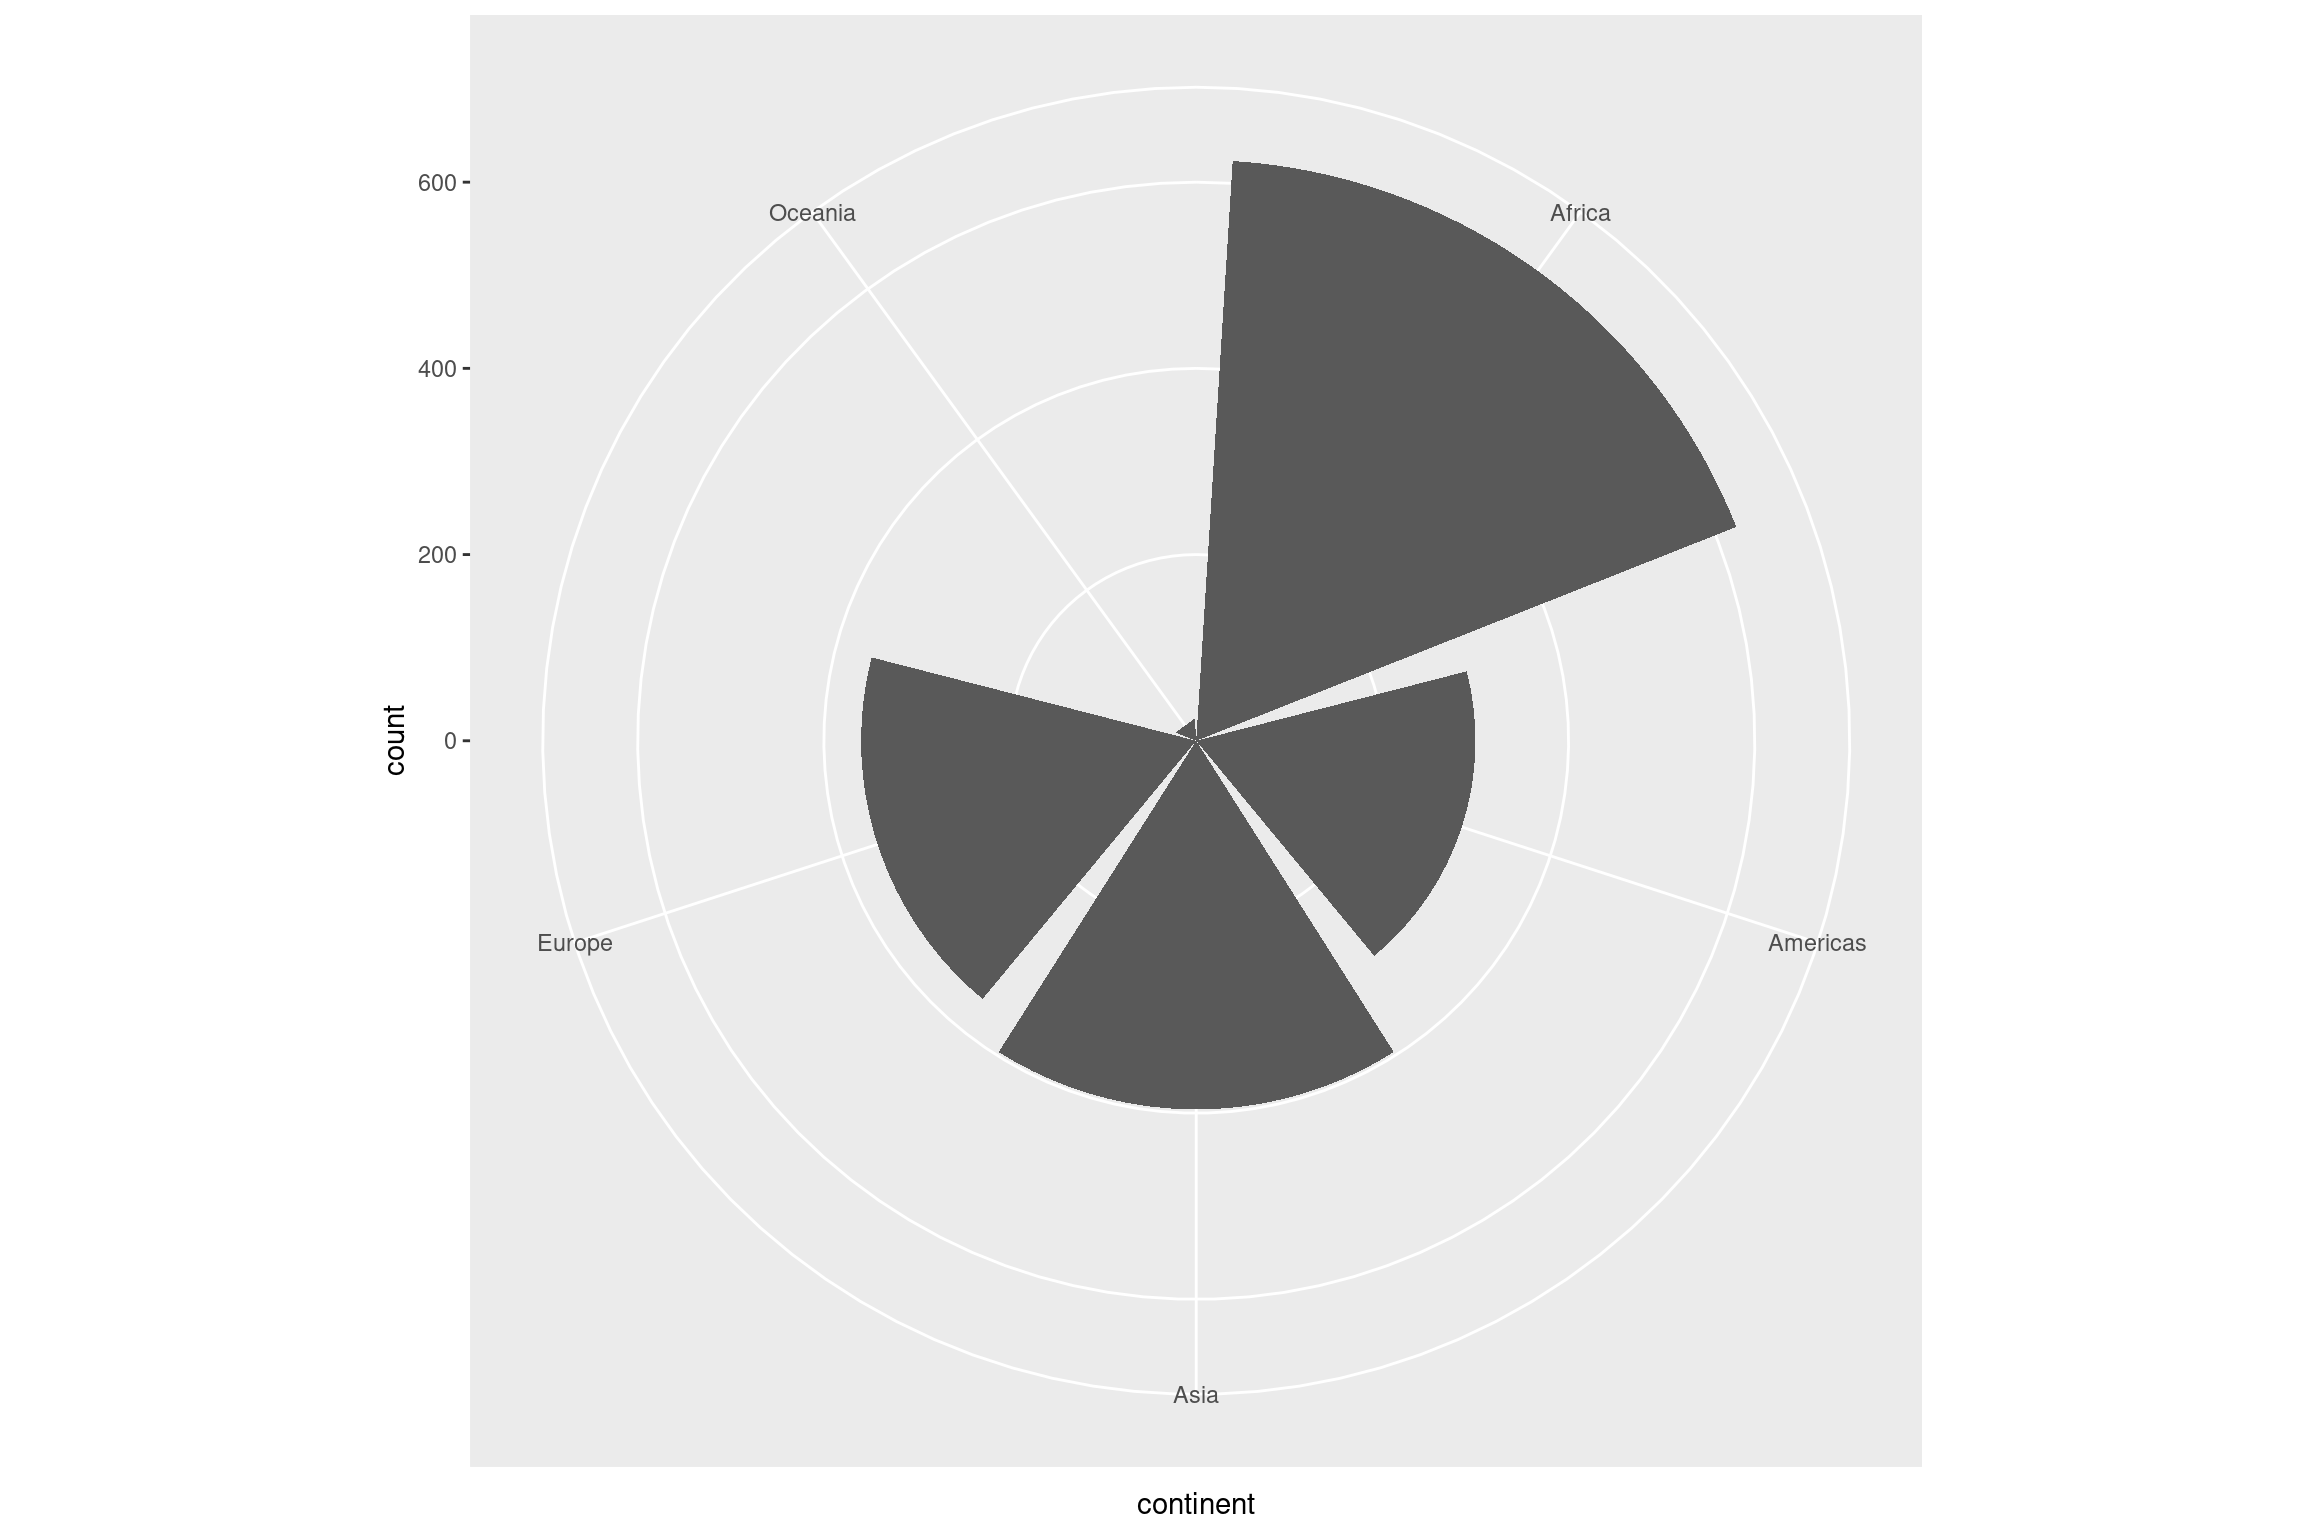 600
Oceania
Africa
400
200
count
0
Europe
Americas
Asia
continent